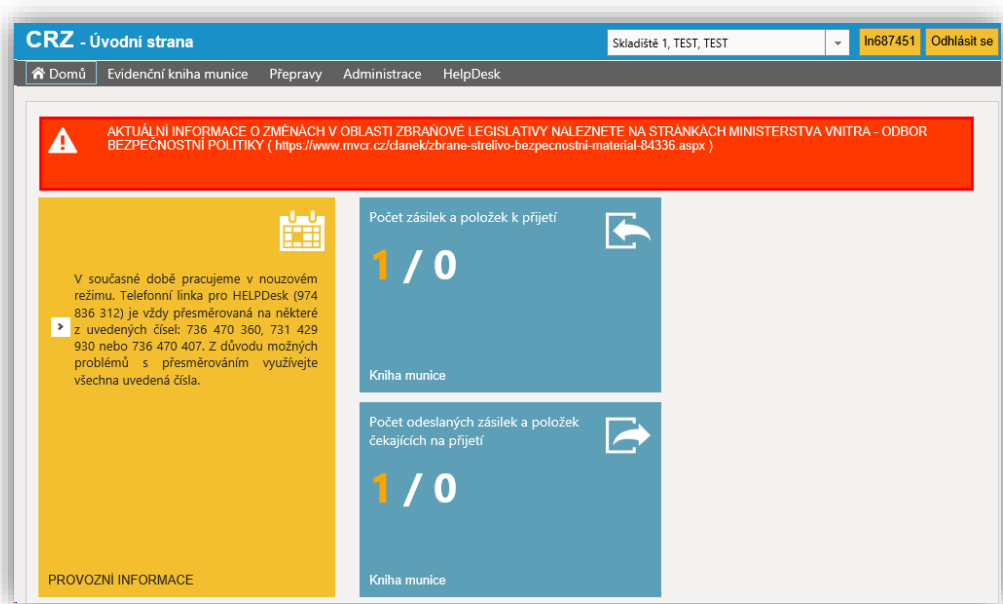 CRZ - Úvodní strana
Skladiště 1, TEST, TEST
ln687451
Odhlásit se
Domů
Evidenční kniha munice
Přepravy
Administrace
HelpDesk
AKTUÁLNÍ INFORMACE O ZMĚNÁCH V OBLASTI ZBRAŇOVÉ LEGISLATIVY NALEZNETE NA STRÁNKÁCH MINISTERSTVA VNITRA - ODBOR
BEZPEČNOSTNÍ POLITIKY ( https://www.mvcr.cz/clanek/zbrane-strelivo-bezpecnostni-material-84336.aspx )
V současné době pracujeme v nouzovém
režimu. Telefonní linka pro HELPDesk (974
836 312) je vždy přesměrovaná na některé
z uvedených čísel: 736 470 360, 731 429
930 nebo 736 470 407. Z důvodu možných
problémů s přesměrováním využívejte
všechna uvedená čísla.
PROVOZNÍ INFORMACE
Počet zásilek a položek k přijetí
1 / 0
Kniha munice
Počet odeslaných zásilek a položek
čekajících na přijetí
1 / 0
Kniha munice